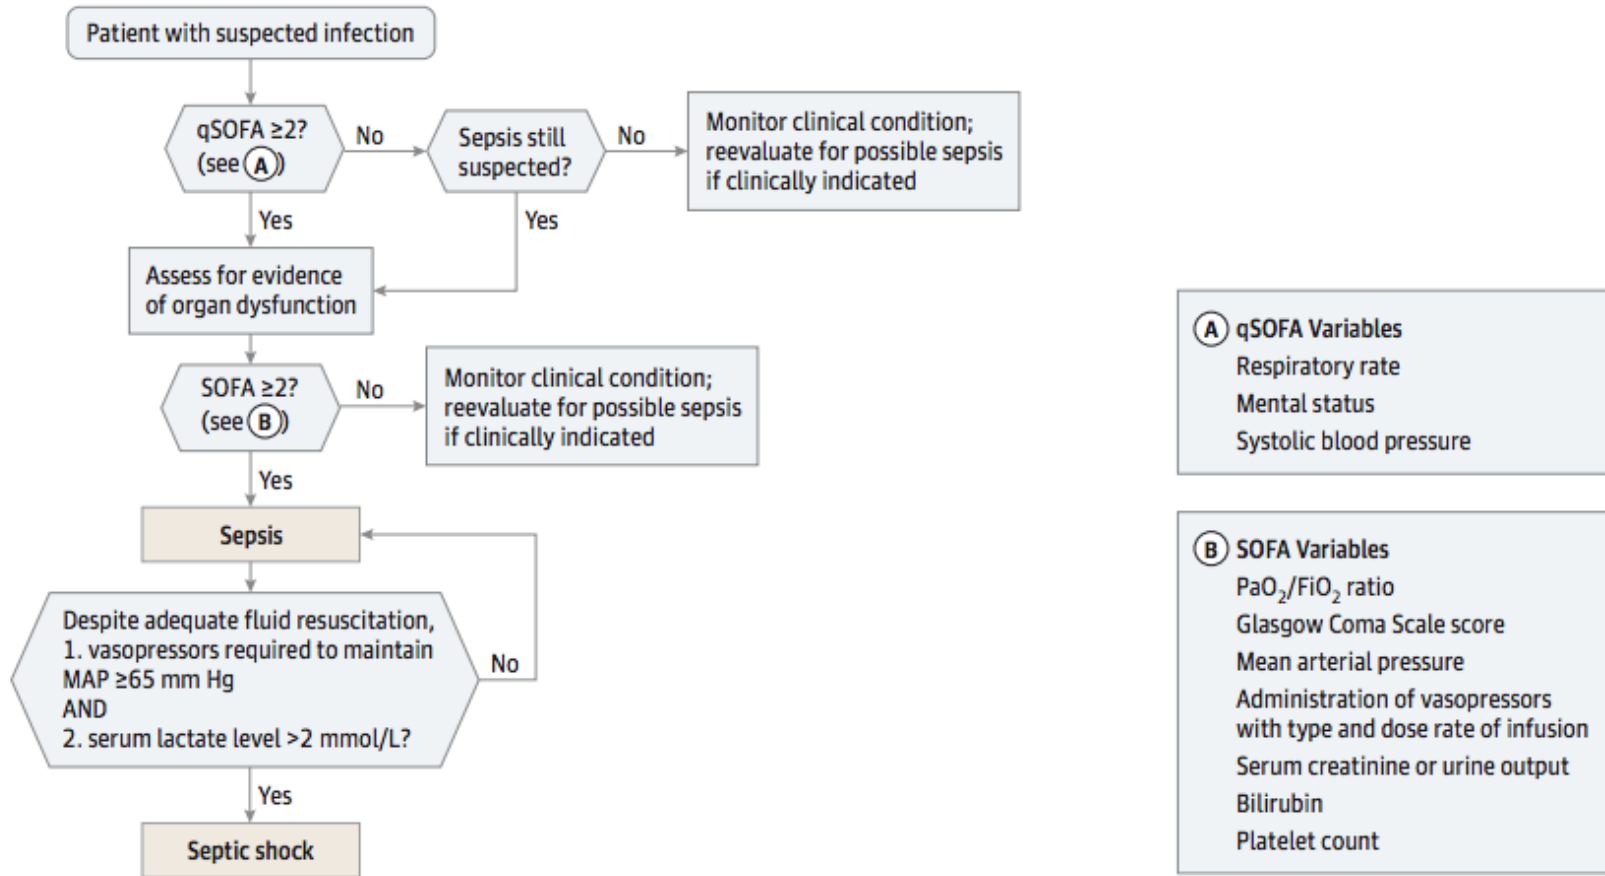 Patient with suspected infection
qSOFA ≥2?
(see A)
No
Sepsis still
suspected?
No
Monitor clinical condition;
reevaluate for possible sepsis
if clinically indicated
Yes
Yes
Assess for evidence
of organ dysfunction
SOFA ≥2?
(see B)
No
Monitor clinical condition;
reevaluate for possible sepsis
if clinically indicated
Yes
Sepsis
Despite adequate fluid resuscitation,
1. vasopressors required to maintain
MAP ≥65 mm Hg
AND
2. serum lactate level >2 mmol/L?
No
Yes
Septic shock
A qSOFA Variables
Respiratory rate
Mental status
Systolic blood pressure
B SOFA Variables
PaO₂/FiO₂ ratio
Glasgow Coma Scale score
Mean arterial pressure
Administration of vasopressors
with type and dose rate of infusion
Serum creatinine or urine output
Bilirubin
Platelet count